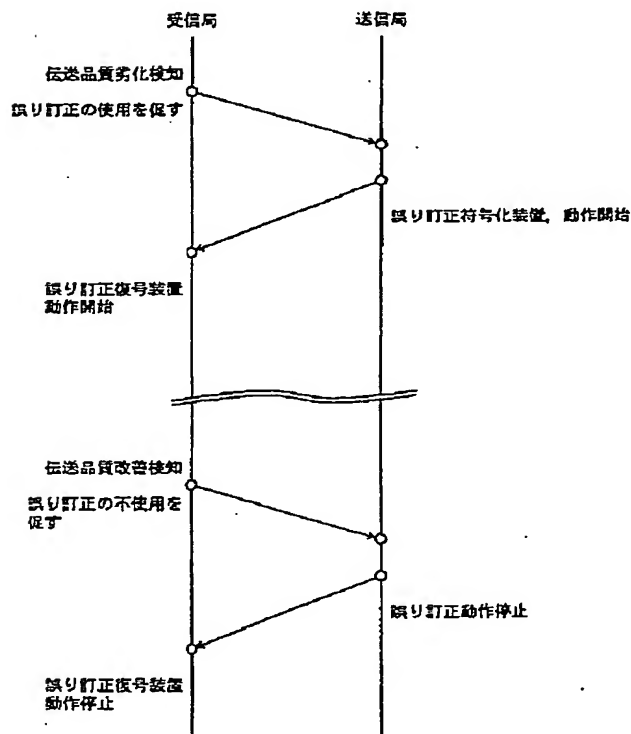 受信局
送信局
伝送品質劣化検知
誤り訂正の使用を促す
誤り訂正符号化装置，動作開始
誤り訂正復号装置
動作開始
伝送品質改善検知
誤り訂正の不使用を
促す
誤り訂正動作停止
誤り訂正復号装置
動作停止